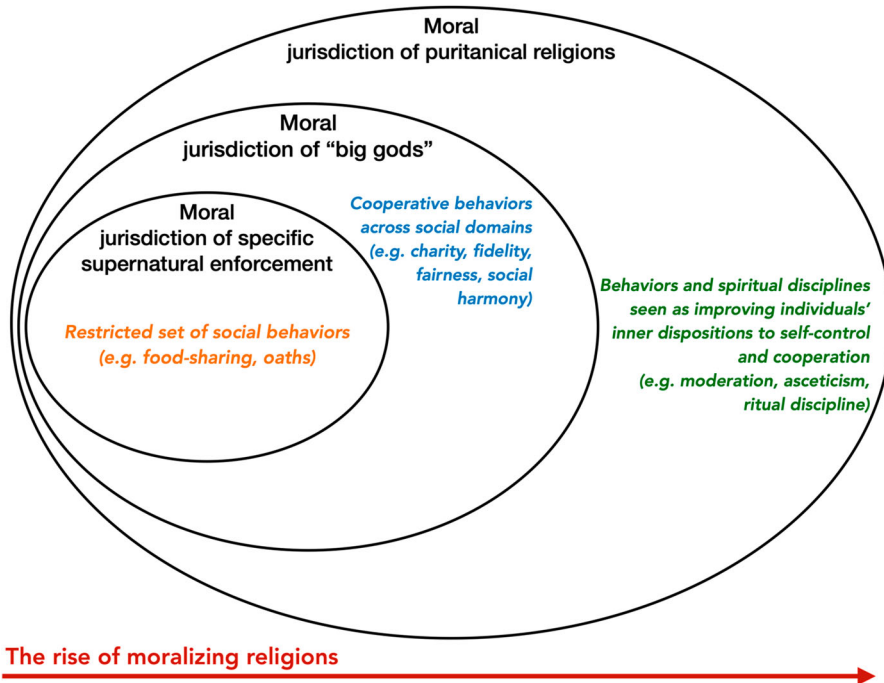 Moral
jurisdiction of puritanical religions
Moral
jurisdiction of “big gods”
Moral
jurisdiction of specific
supernatural enforcement
Restricted set of social behaviors
(e.g. food-sharing, oaths)
Cooperative behaviors
across social domains
(e.g. charity, fidelity,
fairness, social
harmony)
Behaviors and spiritual disciplines
seen as improving individuals’
inner dispositions to self-control
and cooperation
(e.g. moderation, asceticism,
ritual discipline)
The rise of moralizing religions